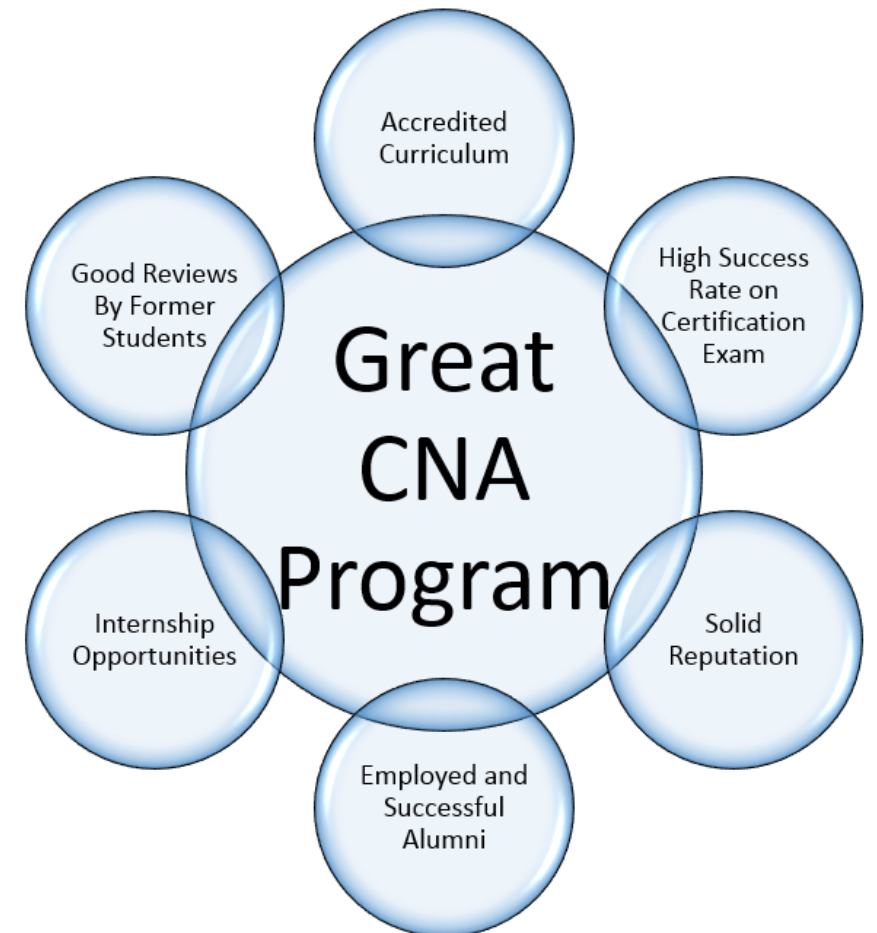 Accredited
Curriculum
High Success
Rate on
Certification
Exam
Solid
Reputation
Employed and
Successful
Alumni
Internship
Opportunities
Good Reviews
By Former
Students
Great
CNA
Program